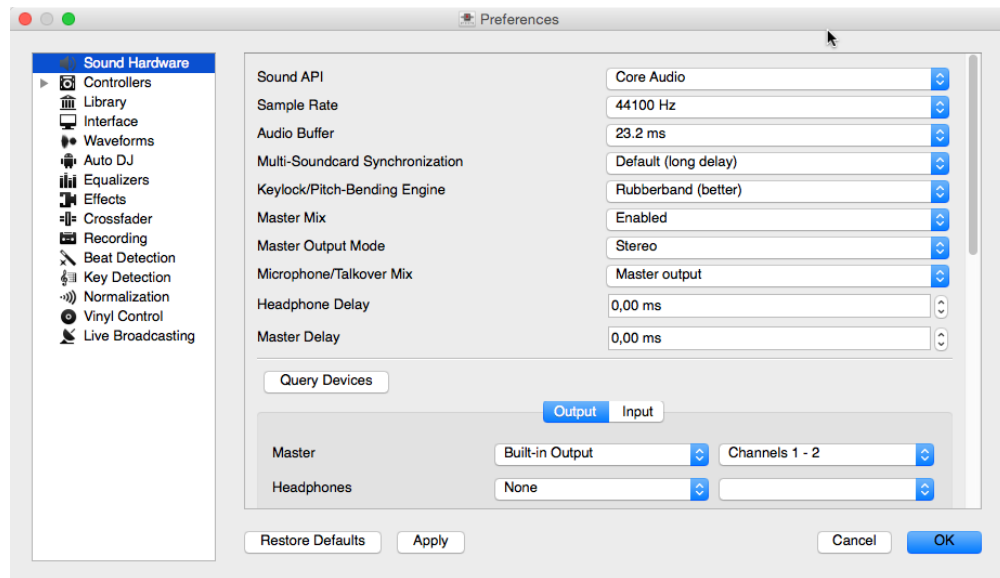 Preferences
Sound Hardware
Controllers
Library
Interface
Waveforms
Auto DJ
Equalizers
Effects
Crossfader
Recording
Beat Detection
Key Detection
Normalization
Vinyl Control
Live Broadcasting
Sound API Core Audio
Sample Rate 44100 Hz
Audio Buffer 23.2 ms
Multi-Soundcard Synchronization Default (long delay)
Keylock/Pitch-Bending Engine Rubberband (better)
Master Mix Enabled
Master Output Mode Stereo
Microphone/Talkover Mix Master output
Headphone Delay 0,00 ms
Master Delay 0,00 ms
Query Devices
Output Input
Master Built-in Output Channels 1 - 2
Headphones None
Restore Defaults Apply Cancel OK